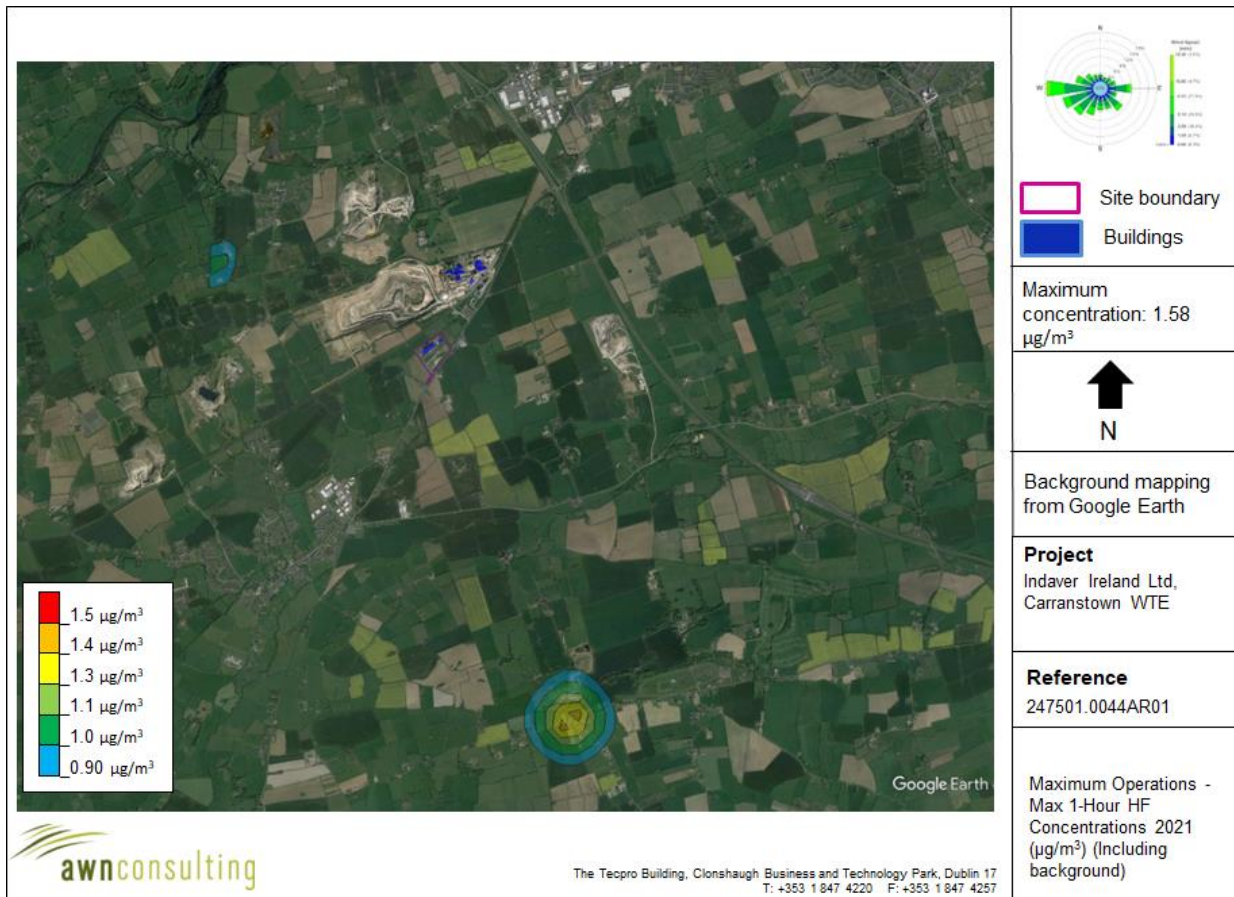 N
W
E
S
Site boundary
Buildings
Maximum
concentration: 1.58
µg/m³
N
Background mapping
from Google Earth
Project
Indaver Ireland Ltd,
Carranstown WTE
Reference
247501.0044AR01
Maximum Operations -
Max 1-Hour HF
Concentrations 2021
(µg/m³) (Including
background)
1.5 µg/m³
1.4 µg/m³
1.3 µg/m³
1.1 µg/m³
1.0 µg/m³
0.90 µg/m³
Google Earth
awnconsulting
The Tecpro Building, Clonshaugh Business and Technology Park, Dublin 17
T: +353 1 847 4220 F: +353 1 847 4257